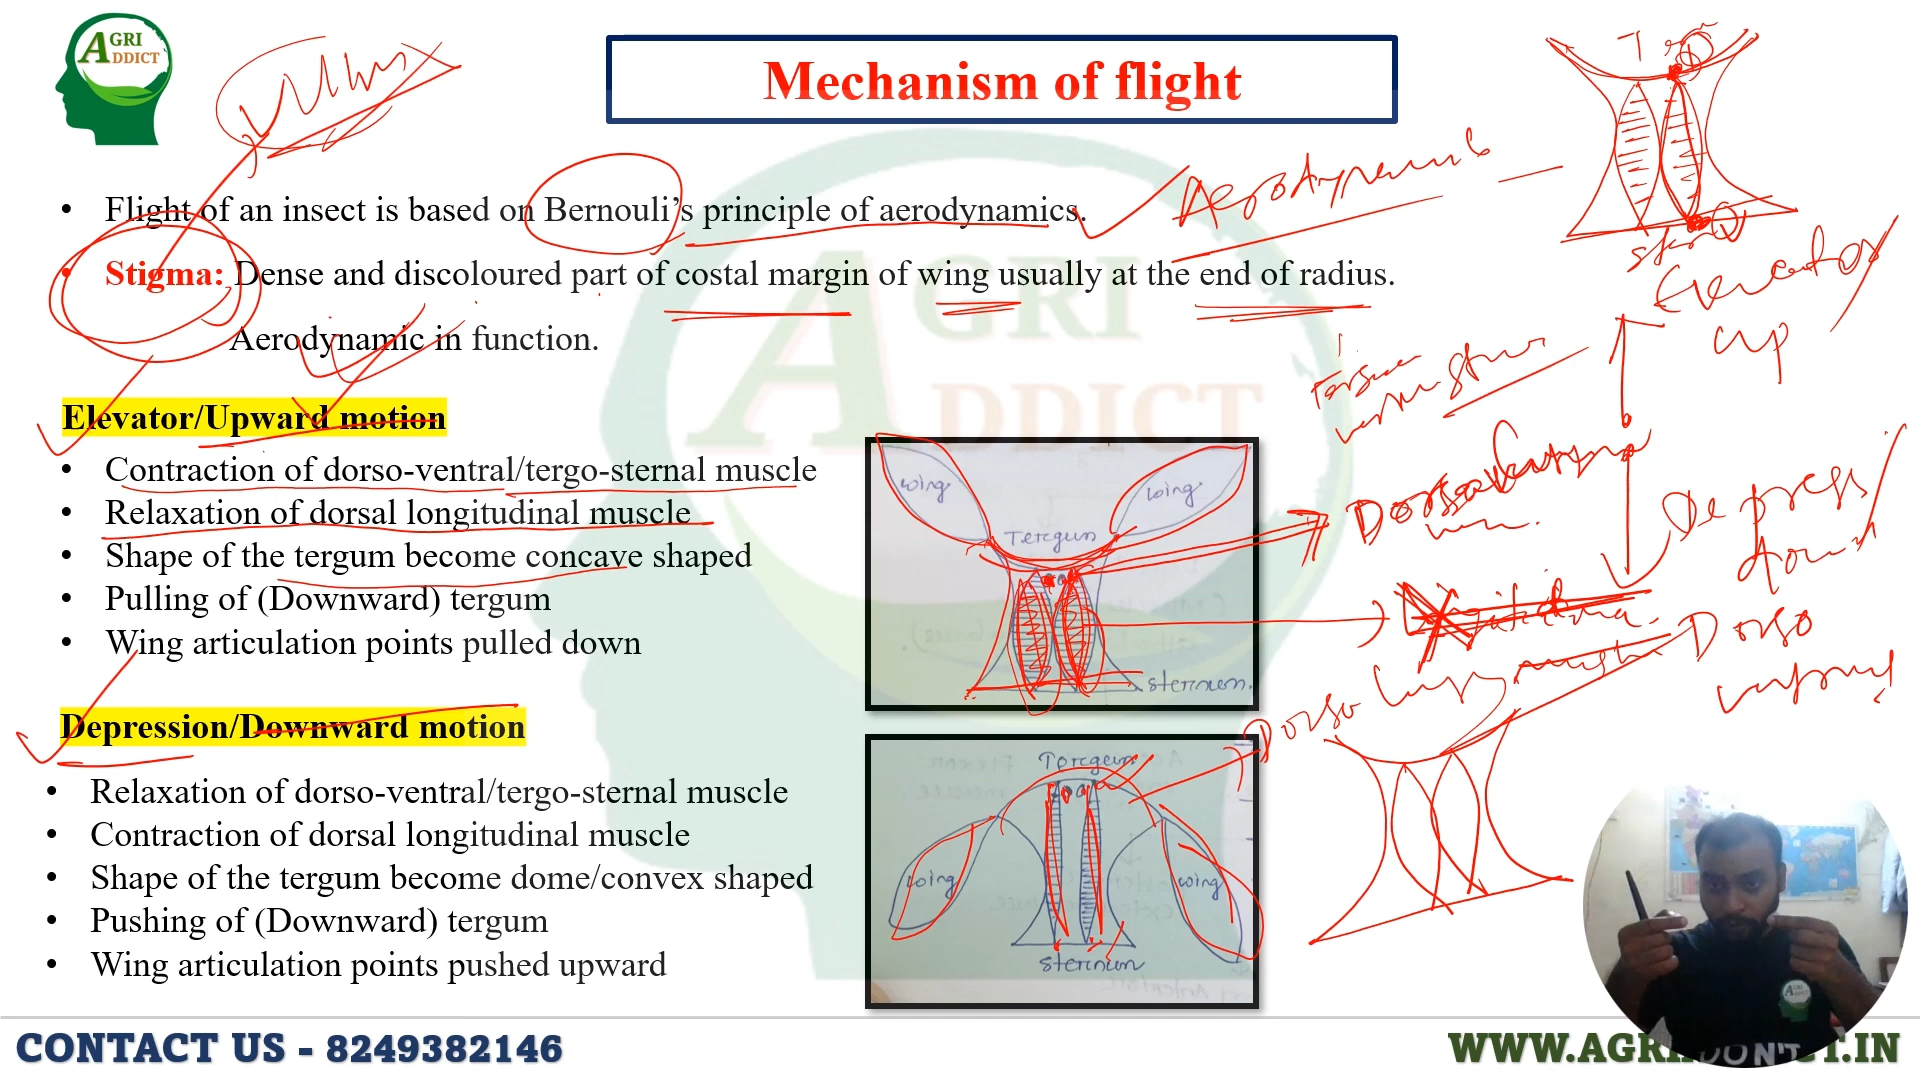 AGRI
ADDICT
Mechanism of flight
• Flight of an insect is based on Bernouli's principle of aerodynamics.
Aerodynamic
• Stigma: Dense and discoloured part of costal margin of wing usually at the end of radius.
Aerodynamic in function.
Elevator
up
Elevator/Upward motion
• Contraction of dorso-ventral/tergo-sternal muscle
• Relaxation of dorsal longitudinal muscle
• Shape of the tergum become concave shaped
• Pulling of (Downward) tergum
• Wing articulation points pulled down
wing
wing
Teregum
sternum.
Depress
down
Dorso
Dorso
Depression/Downward motion
• Relaxation of dorso-ventral/tergo-sternal muscle
• Contraction of dorsal longitudinal muscle
• Shape of the tergum become dome/convex shaped
• Pushing of (Downward) tergum
• Wing articulation points pushed upward
Teregum
wing
wing
sternum
AGRI
ADDICT
CONTACT US - 8249382146